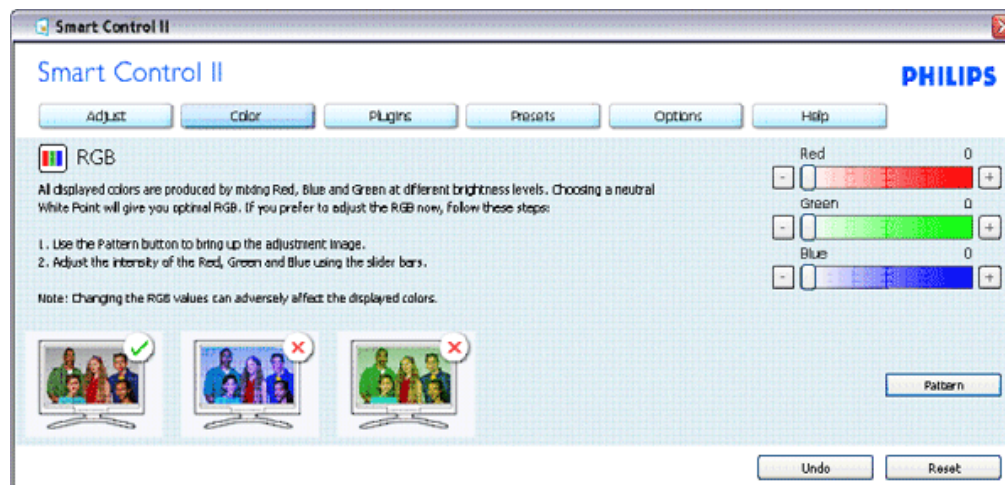 Smart Control II
Smart Control II
PHILIPS
Adjust
Color
Plugins
Presets
Options
Help
RGB
All displayed colors are produced by mixing Red, Blue and Green at different brightness levels. Choosing a neutral
White Point will give you optimal RGB. If you prefer to adjust the RGB now, follow these steps:
1. Use the Pattern button to bring up the adjustment image.
2. Adjust the intensity of the Red, Green and Blue using the slider bars.
Note: Changing the RGB values can adversely affect the displayed colors.
Red 0
- +
Green 0
- +
Blue 0
- +
Pattern
Undo
Reset